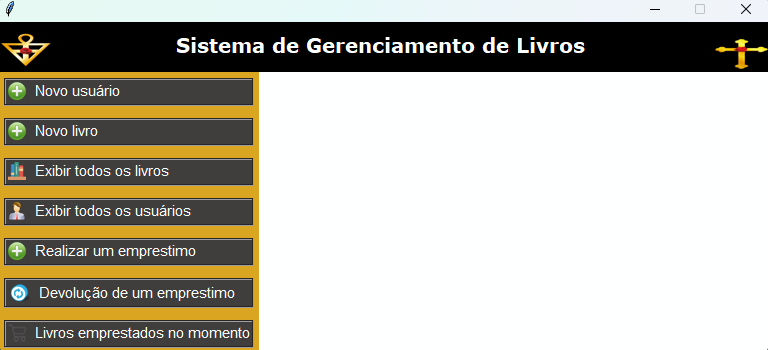 Sistema de Gerenciamento de Livros
Novo usuário
Novo livro
Exibir todos os livros
Exibir todos os usuários
Realizar um emprestimo
Devolução de um emprestimo
Livros emprestados no momento